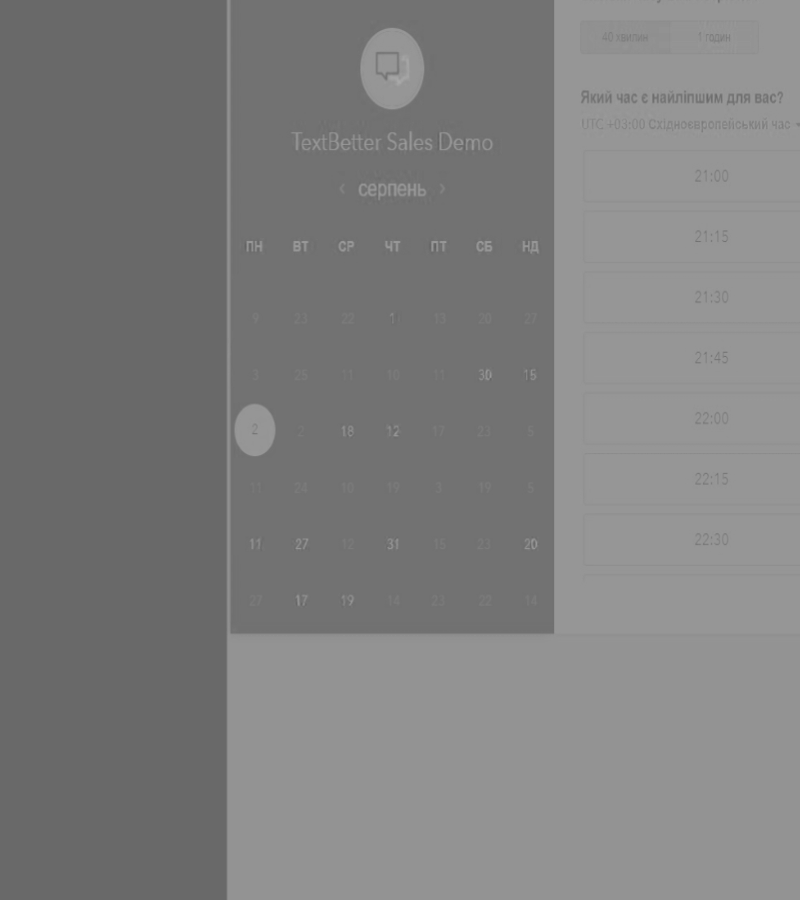 40 хвилин 1 годин
Який час є найліпшим для вас?
UTC +03:00 Східноєвропейський час
TextBetter Sales Demo
серпень
ПН ВТ СР ЧТ ПТ СБ НД
9 23 22 1 13 20 27
3 25 11 10 11 30 15
2 2 18 12 17 23 5
11 24 10 19 3 19 5
11 27 12 31 15 23 20
27 17 19 14 23 22 14
21:00
21:15
21:30
21:45
22:00
22:15
22:30